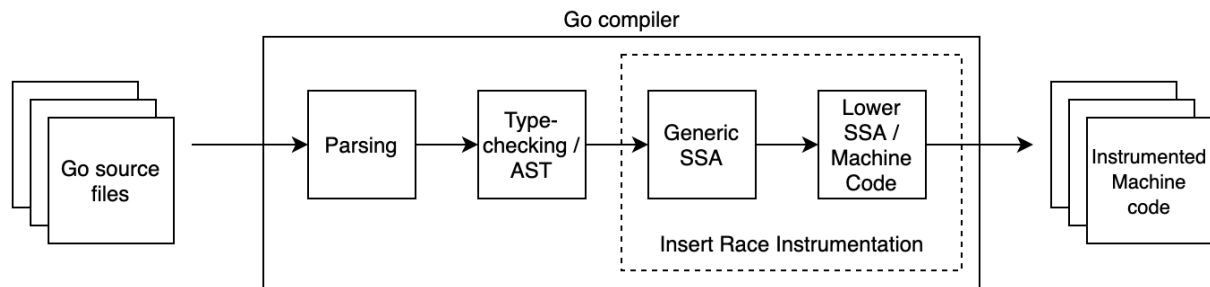 Go compiler
Go source
files
Parsing
Type-
checking /
AST
Generic
SSA
Lower
SSA /
Machine
Code
Insert Race Instrumentation
Instrumented
Machine
code